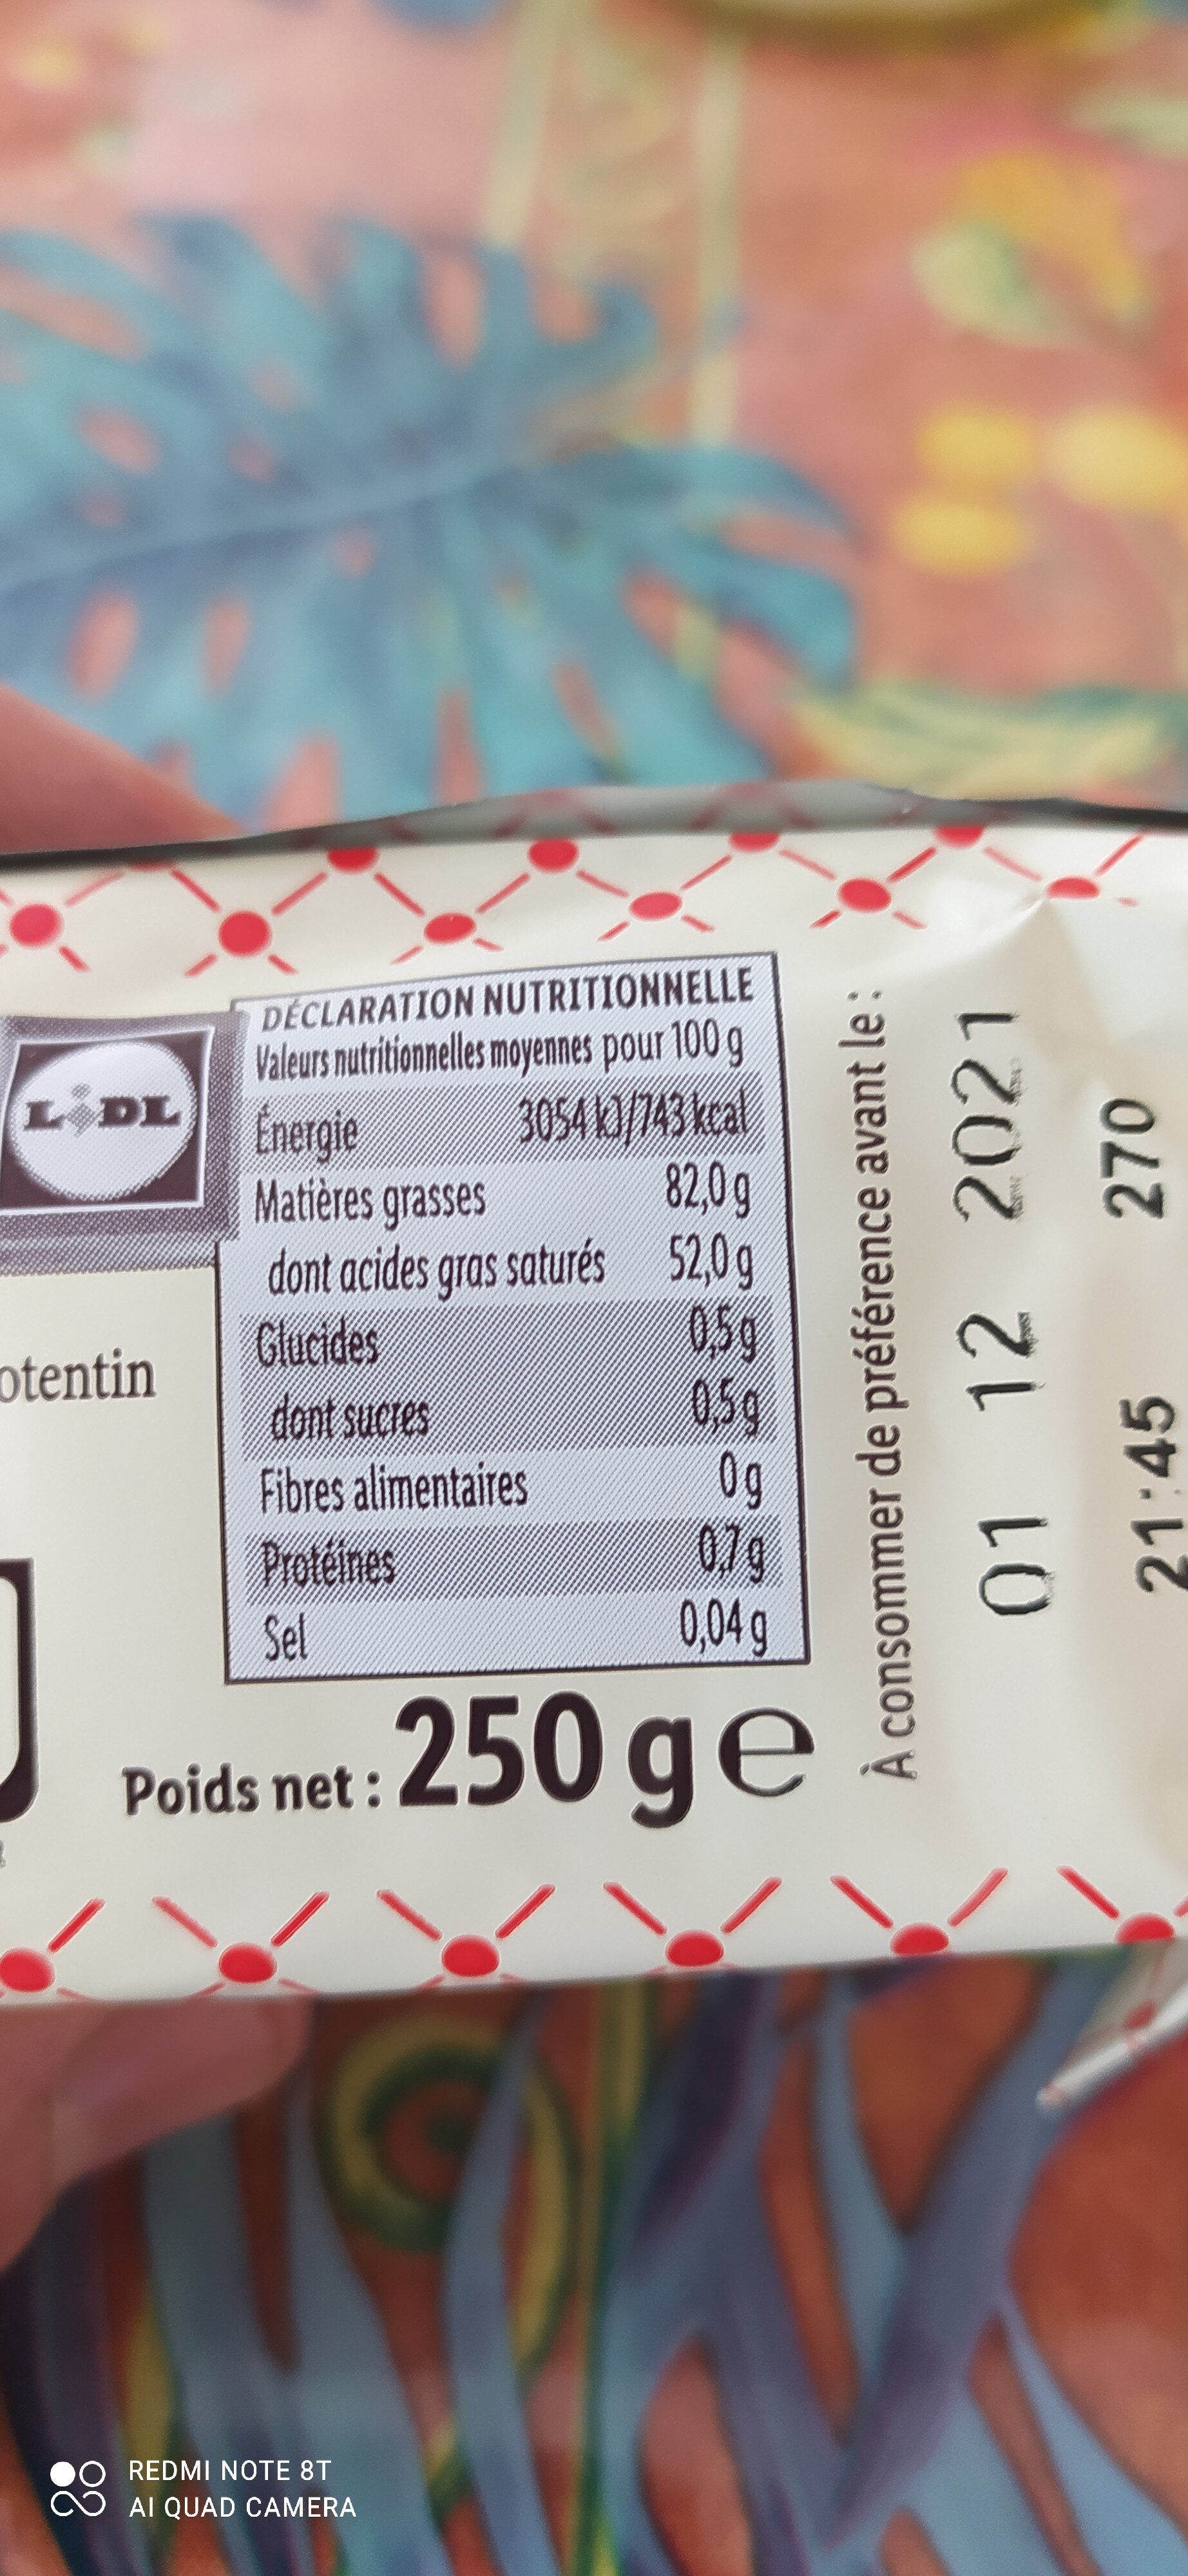 LIDL
otentin
DÉCLARATION NUTRITIONNELLE
Valeurs nutritionnelles moyennes pour 100 g
Énergie 3054 kJ/743 kcal
Matières grasses 82,0 g
dont acides gras saturés 52,0 g
Glucides 0,5 g
dont sucres 0,5 g
Fibres alimentaires 0 g
Protéines 0,7 g
Sel 0,04 g
Poids net : 250 g e
À consommer de préférence avant le :
01 12 2021
21:45 270
REDMI NOTE 8T
AI QUAD CAMERA